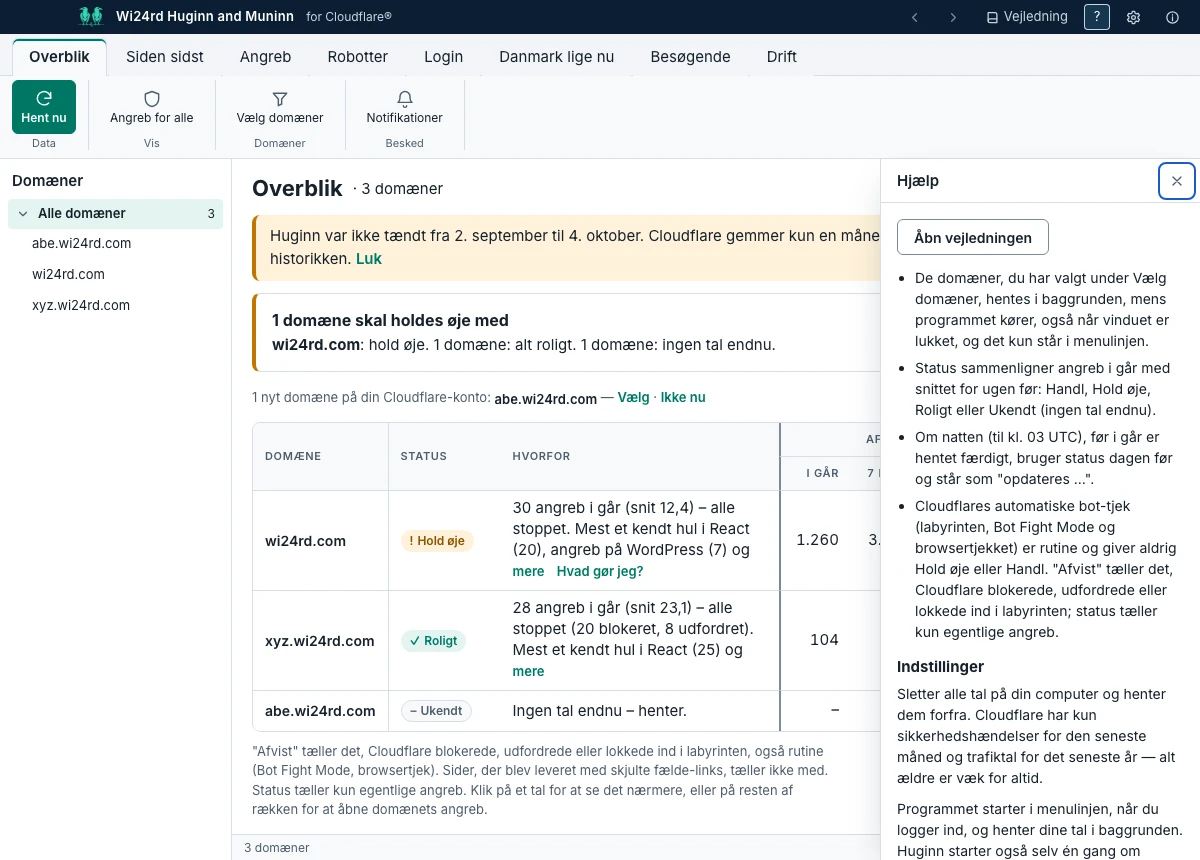 Wi24rd Huginn and Muninn for Cloudflare®
Vejledning
?
Overblik
Siden sidst
Angreb
Robotter
Login
Danmark lige nu
Besøgende
Drift
Hent nu
Data
Angreb for alle
Vis
Vælg domæner
Domæner
Notifikationer
Besked
Domæner
Alle domæner 3
abe.wi24rd.com
wi24rd.com
xyz.wi24rd.com
Overblik · 3 domæner
Huginn var ikke tændt fra 2. september til 4. oktober. Cloudflare gemmer kun en måne
historikken. Luk
1 domæne skal holdes øje med
wi24rd.com: hold øje. 1 domæne: alt roligt. 1 domæne: ingen tal endnu.
1 nyt domæne på din Cloudflare-konto: abe.wi24rd.com — Vælg · Ikke nu
DOMÆNE
STATUS
HVORFOR
AF
I GÅR
7
wi24rd.com
! Hold øje
30 angreb i går (snit 12,4) – alle
stoppet. Mest et kendt hul i React
(20), angreb på WordPress (7) og
mere Hvad gør jeg?
1.260
3.
xyz.wi24rd.com
✓ Roligt
28 angreb i går (snit 23,1) – alle
stoppet (20 blokeret, 8 udfordret).
Mest et kendt hul i React (25) og
mere
104
abe.wi24rd.com
– Ukendt
Ingen tal endnu – henter.
–
"Afvist" tæller det, Cloudflare blokerede, udfordrede eller lokkede ind i labyrinten, også rutine
(Bot Fight Mode, browsertjek). Sider, der blev leveret med skjulte fælde-links, tæller ikke med.
Status tæller kun egentlige angreb. Klik på et tal for at se det nærmere, eller på resten af
rækken for at åbne domænets angreb.
3 domæner
Hjælp
Åbn vejledningen
• De domæner, du har valgt under Vælg
domæner, hentes i baggrunden, mens
programmet kører, også når vinduet er
lukket, og det kun står i menulinjen.
• Status sammenligner angreb i går med
snittet for ugen før: Handl, Hold øje,
Roligt eller Ukendt (ingen tal endnu).
• Om natten (til kl. 03 UTC), før i går er
hentet færdigt, bruger status dagen før
og står som "opdateres ...".
• Cloudflares automatiske bot-tjek
(labyrinten, Bot Fight Mode og
browsertjekket) er rutine og giver aldrig
Hold øje eller Handl. "Afvist" tæller det,
Cloudflare blokerede, udfordrede eller
lokkede ind i labyrinten; status tæller
kun egentlige angreb.
Indstillinger
Sletter alle tal på din computer og henter
dem forfra. Cloudflare har kun
sikkerhedshændelser for den seneste
måned og trafiktal for det seneste år — alt
ældre er væk for altid.
Programmet starter i menulinjen, når du
logger ind, og henter dine tal i baggrunden.
Huginn starter også selv én gang om